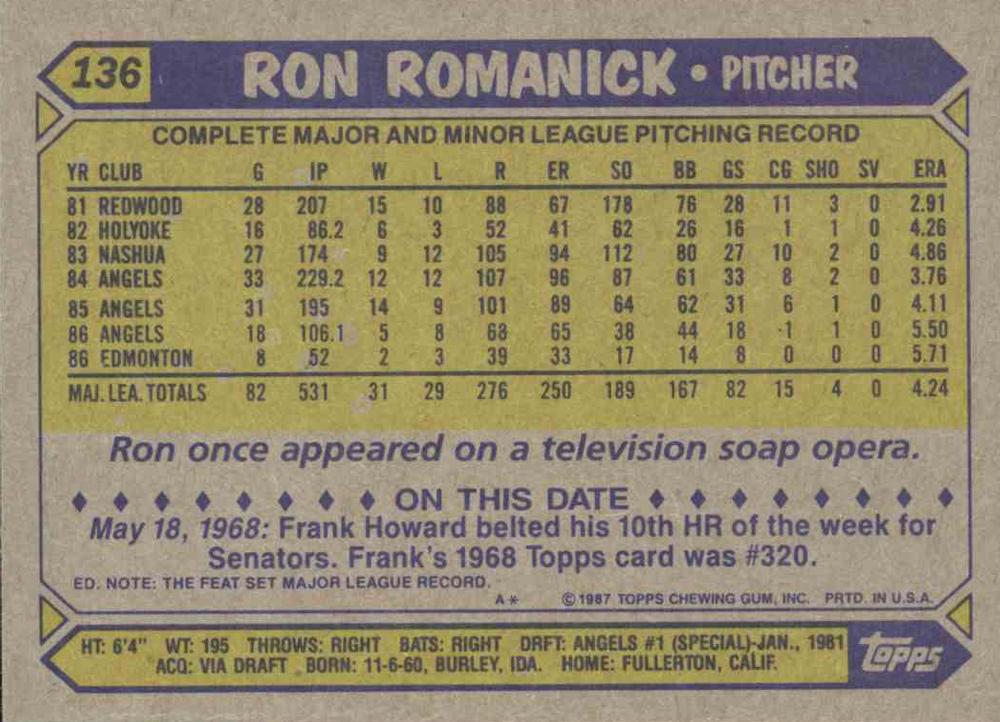 136 RON ROMANICK • PITCHER
COMPLETE MAJOR AND MINOR LEAGUE PITCHING RECORD
YR CLUB G IP W L R ER SO BB GS CG SHO SV ERA
81 REDWOOD 28 207 15 10 88 67 178 76 28 11 3 0 2.91
82 HOLYOKE 16 86.2 6 3 52 41 62 26 16 1 1 0 4.26
83 NASHUA 27 174 9 12 105 94 112 80 27 10 2 0 4.86
84 ANGELS 33 229.2 12 12 107 96 87 61 33 8 2 0 3.76
85 ANGELS 31 195 14 9 101 89 64 62 31 6 1 0 4.11
86 ANGELS 18 106.1 5 8 68 65 38 44 18 1 1 0 5.50
86 EDMONTON 8 52 2 3 39 33 17 14 8 0 0 0 5.71
MAJ. LEA. TOTALS 82 531 31 29 276 250 189 167 82 15 4 0 4.24
Ron once appeared on a television soap opera.
♦ ♦ ♦ ♦ ♦ ♦ ♦ ♦ ON THIS DATE ♦ ♦ ♦ ♦ ♦ ♦ ♦ ♦
May 18, 1968: Frank Howard belted his 10th HR of the week for
Senators. Frank's 1968 Topps card was #320.
ED. NOTE: THE FEAT SET MAJOR LEAGUE RECORD.
A* © 1987 TOPPS CHEWING GUM, INC. PRTD. IN U.S.A.
HT: 6'4" WT: 195 THROWS: RIGHT BATS: RIGHT DRFT: ANGELS #1 (SPECIAL)-JAN., 1981
ACQ: VIA DRAFT BORN: 11-6-60, BURLEY, IDA. HOME: FULLERTON, CALIF.
TOPPS